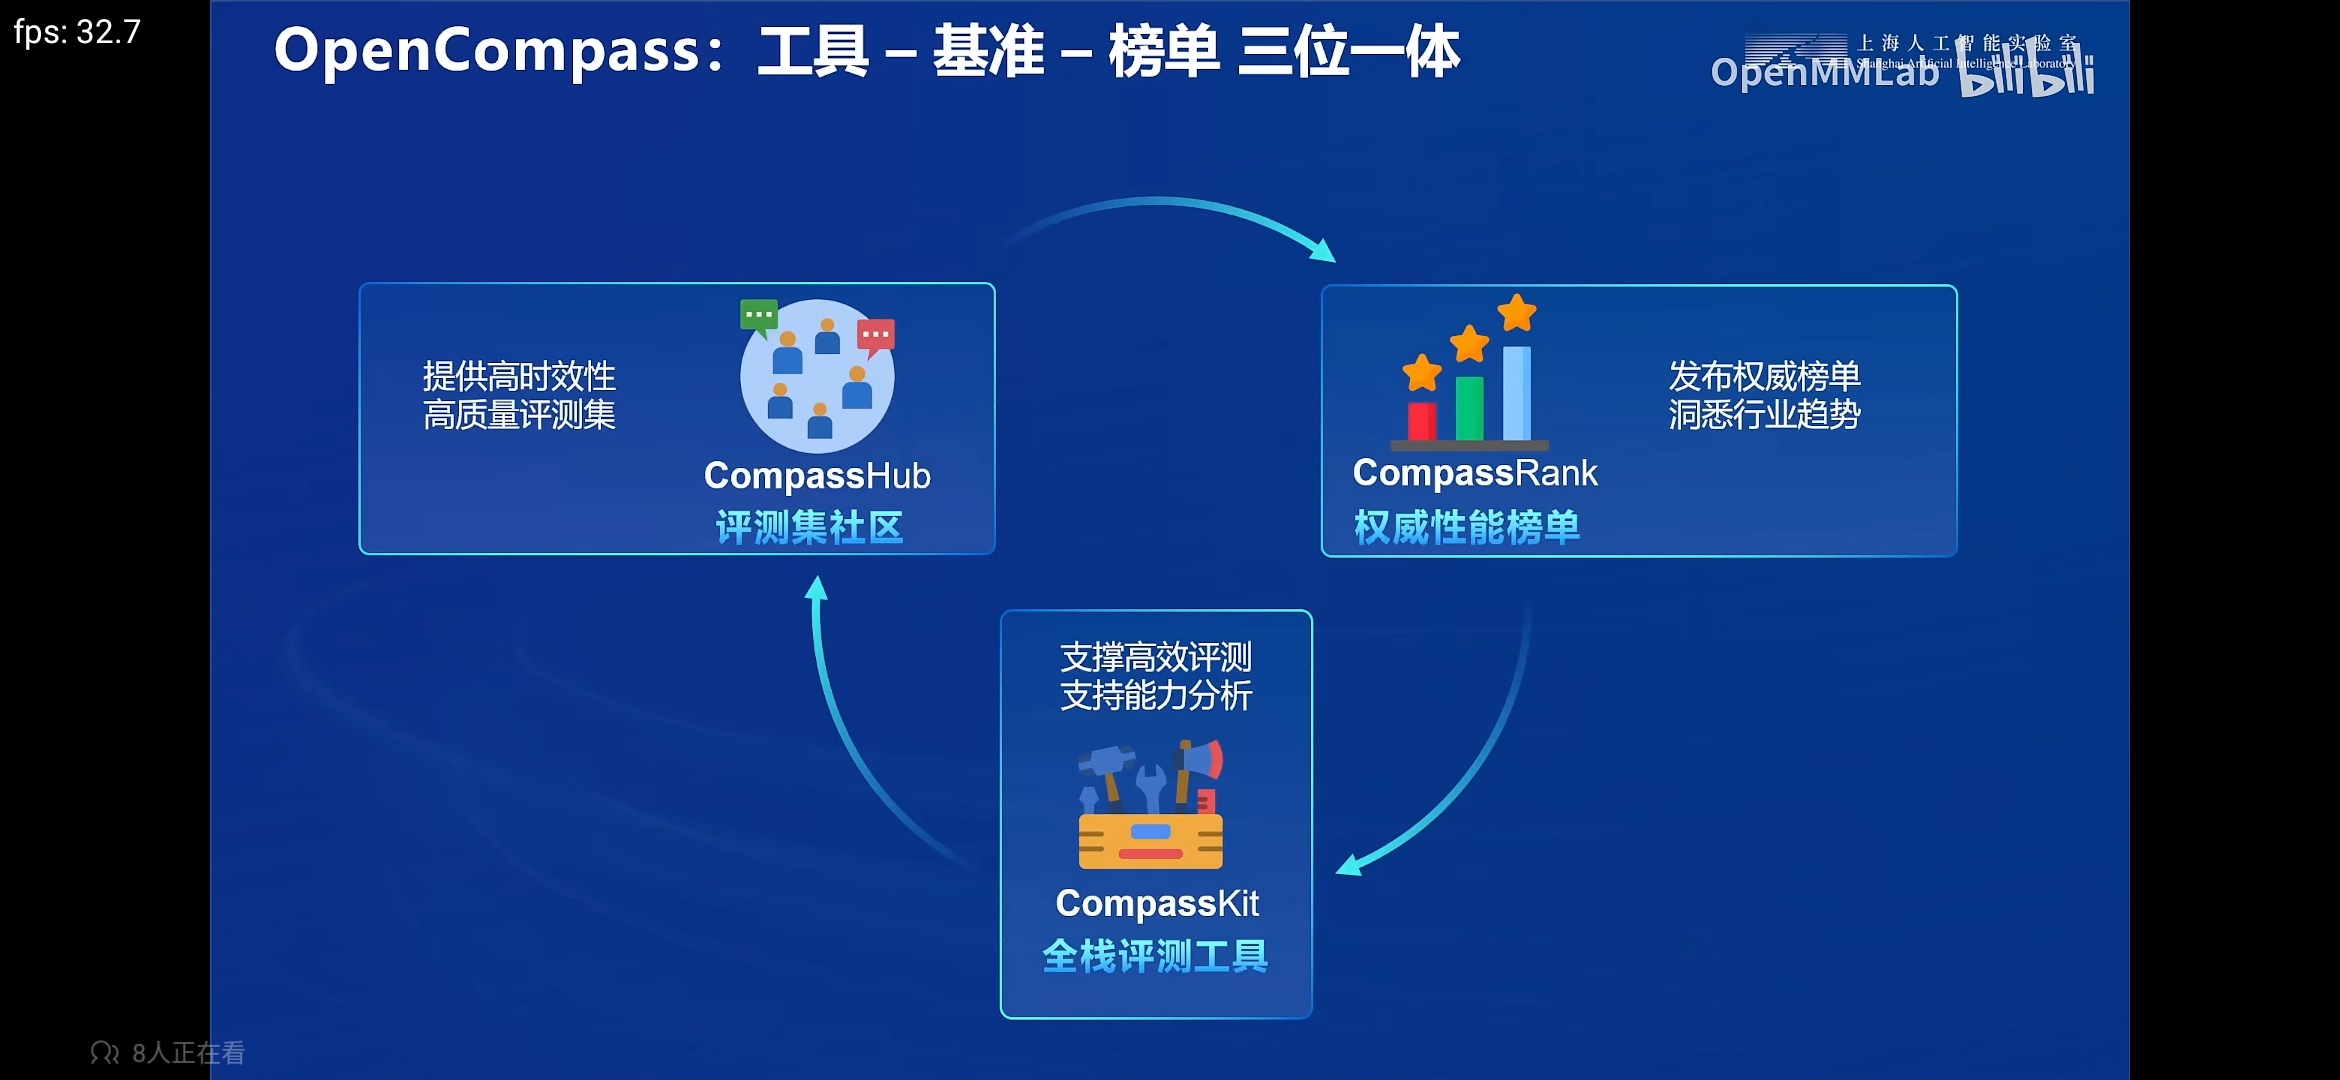 fps: 32.7
OpenCompass：工具 – 基准 – 榜单 三位一体
上海人工智能实验室
Shanghai Artificial Intelligence Laboratory
OpenMMLab bilibili
提供高时效性
高质量评测集
CompassHub
评测集社区
CompassRank
权威性能榜单
发布权威榜单
洞悉行业趋势
支撑高效评测
支持能力分析
CompassKit
全栈评测工具
8人正在看